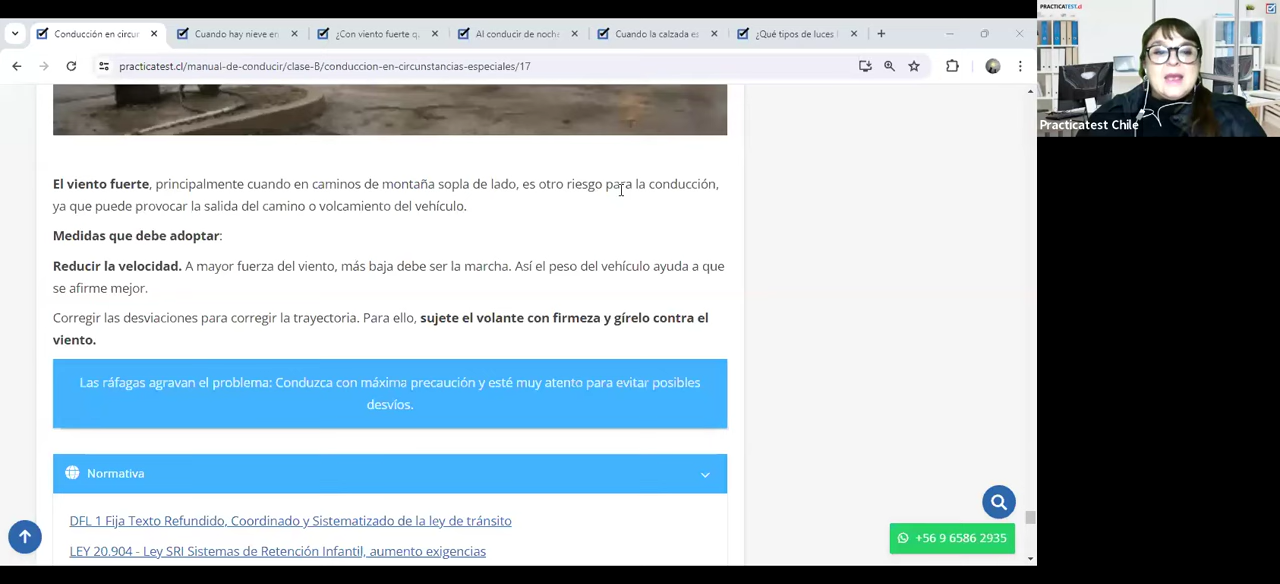 Conducción en circur
Cuando hay nieve en
¿Con viento fuerte q
Al conducir de noche
Cuando la calzada es
¿Qué tipos de luces
practicatest.cl/manual-de-conducir/clase-B/conduccion-en-circunstancias-especiales/17
PRACTICATEST.cl
Practicatest Chile
El viento fuerte, principalmente cuando en caminos de montaña sopla de lado, es otro riesgo para la conducción,
ya que puede provocar la salida del camino o volcamiento del vehículo.
Medidas que debe adoptar:
Reducir la velocidad. A mayor fuerza del viento, más baja debe ser la marcha. Así el peso del vehículo ayuda a que
se afirme mejor.
Corregir las desviaciones para corregir la trayectoria. Para ello, sujete el volante con firmeza y gírelo contra el
viento.
Las ráfagas agravan el problema: Conduzca con máxima precaución y esté muy atento para evitar posibles
desvíos.
Normativa
DFL 1 Fija Texto Refundido, Coordinado y Sistematizado de la ley de tránsito
LEY 20.904 - Ley SRI Sistemas de Retención Infantil, aumento exigencias
+56 9 6586 2935